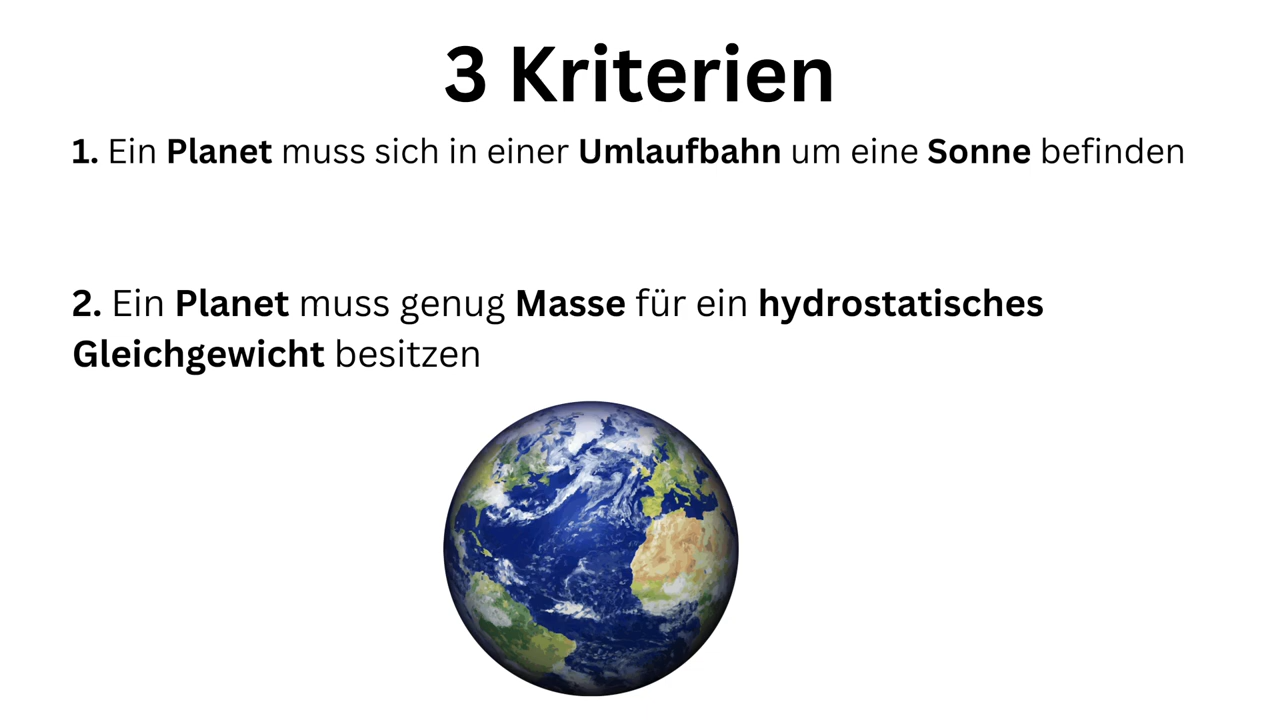 3 Kriterien
1. Ein Planet muss sich in einer Umlaufbahn um eine Sonne befinden
2. Ein Planet muss genug Masse für ein hydrostatisches
Gleichgewicht besitzen